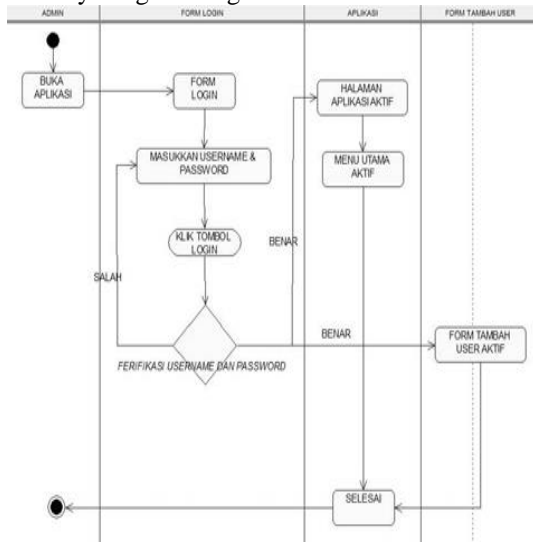 ADMIN
FORM LOGIN
APLIKASI
FORM TAMBAH USER
BUKA
APLIKASI
FORM
LOGIN
HALAMAN
APLIKASI AKTIF
MASUKKAN USERNAME &
PASSWORD
MENU UTAMA
AKTIF
KLIK TOMBOL
LOGIN
BENAR
SALAH
BENAR
FORM TAMBAH
USER AKTIF
FERIFIKASI USERNAME DAN PASSWORD
SELESAI